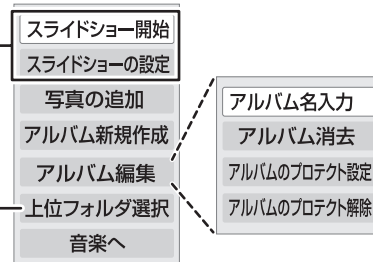 スライドショー開始
スライドショーの設定
写真の追加
アルバム新規作成
アルバム編集
上位フォルダ選択
音楽へ
アルバム名入力
アルバム消去
アルバムのプロテクト設定
アルバムのプロテクト解除